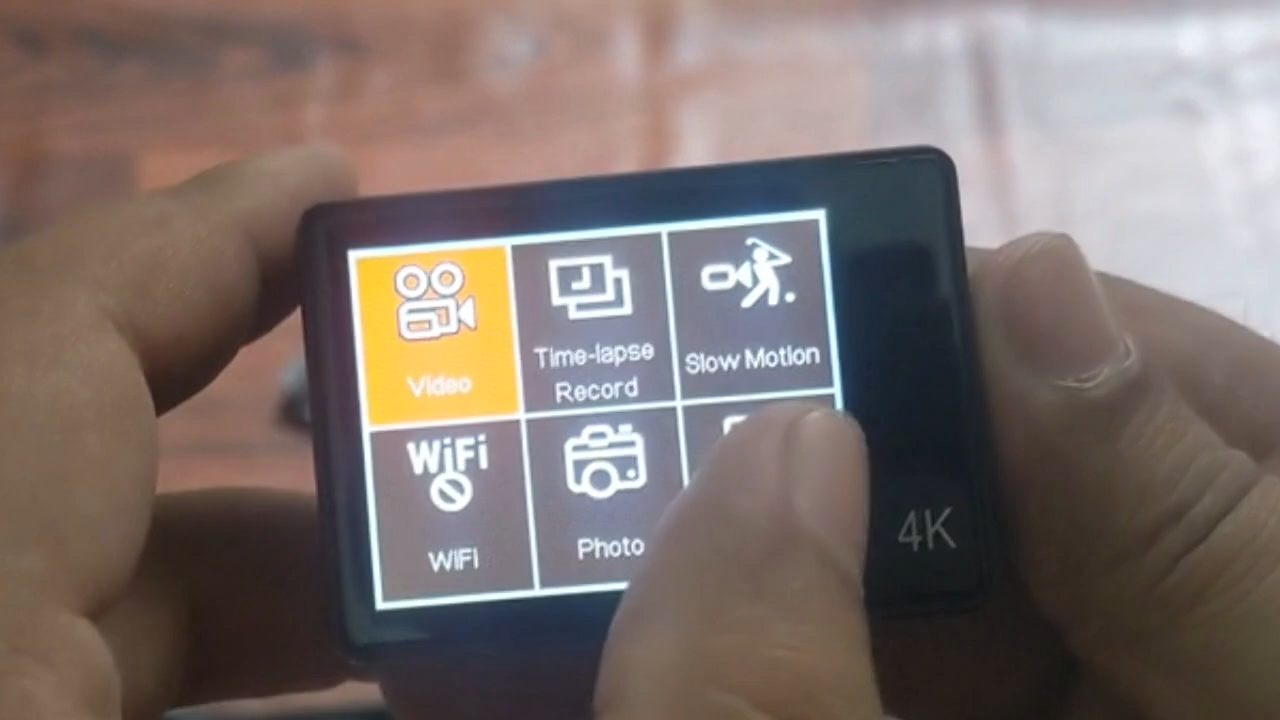 Video
Time-lapse
Record
Slow Motion
WiFi
WiFi
Photo
4K